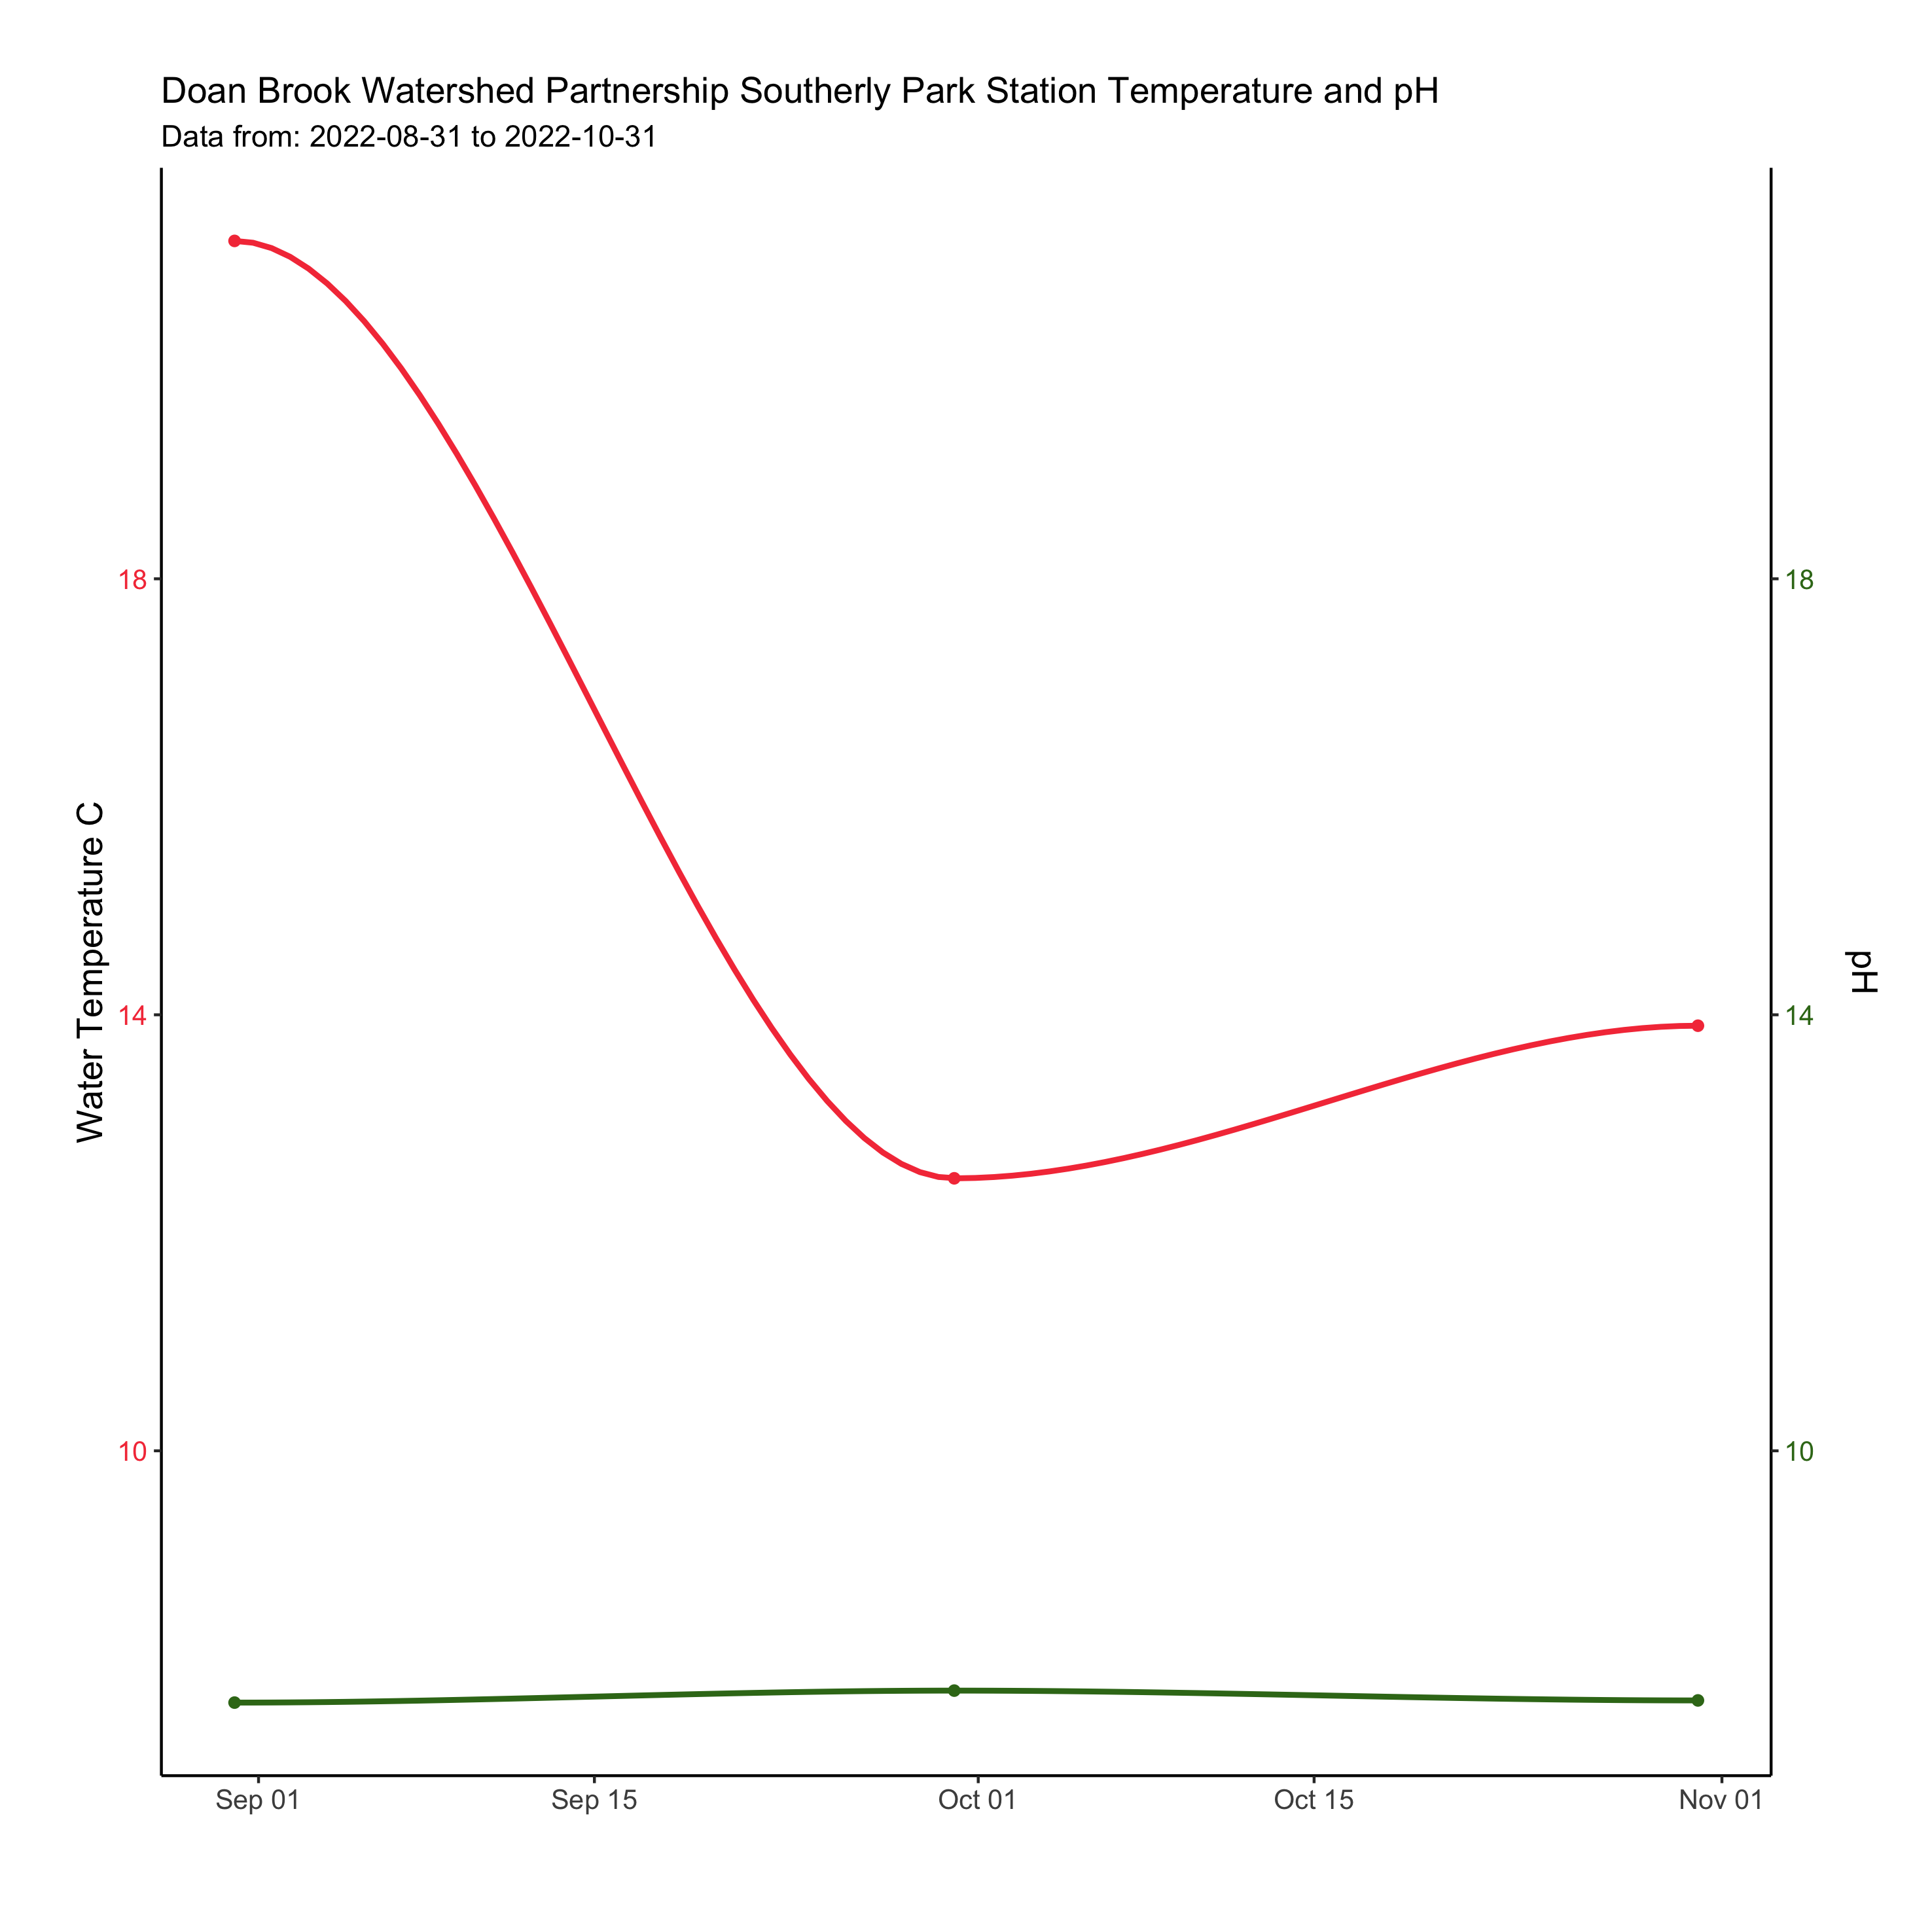 Doan Brook Watershed Partnership Southerly Park Station Temperature and pH
Data from: 2022-08-31 to 2022-10-31
Water Temperature C
18
14
10
18
14
10
pH
Sep 01
Sep 15
Oct 01
Oct 15
Nov 01